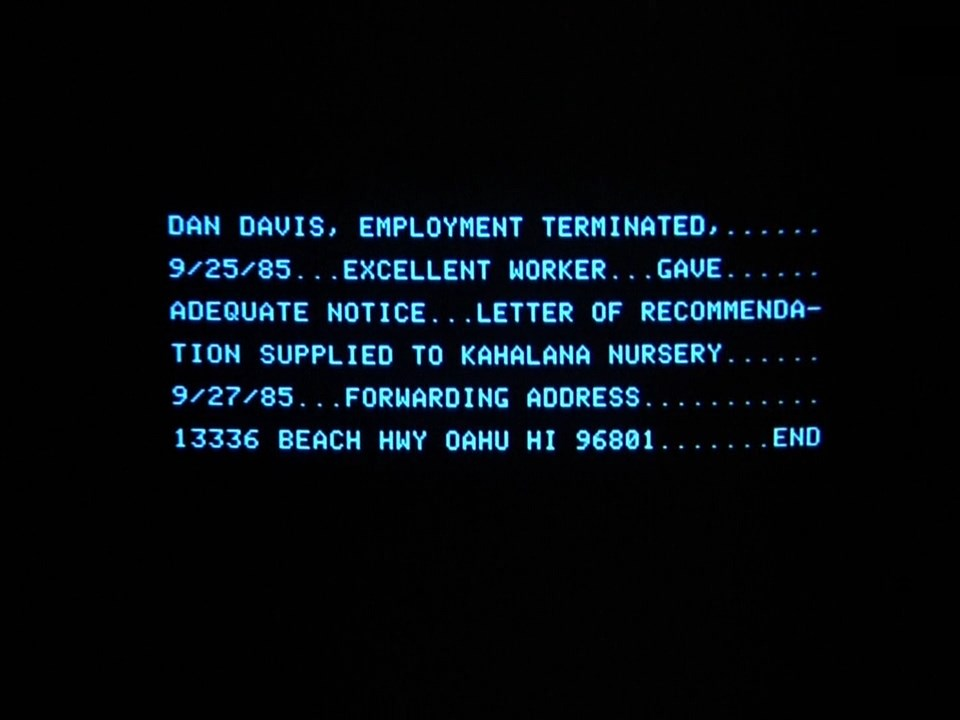 DAN DAVIS, EMPLOYMENT TERMINATED,......
9/25/85...EXCELLENT WORKER...GAVE......
ADEQUATE NOTICE...LETTER OF RECOMMENDA-
TION SUPPLIED TO KAHALANA NURSERY......
9/27/85...FORWARDING ADDRESS...........
13336 BEACH HWY OAHU HI 96801.......END